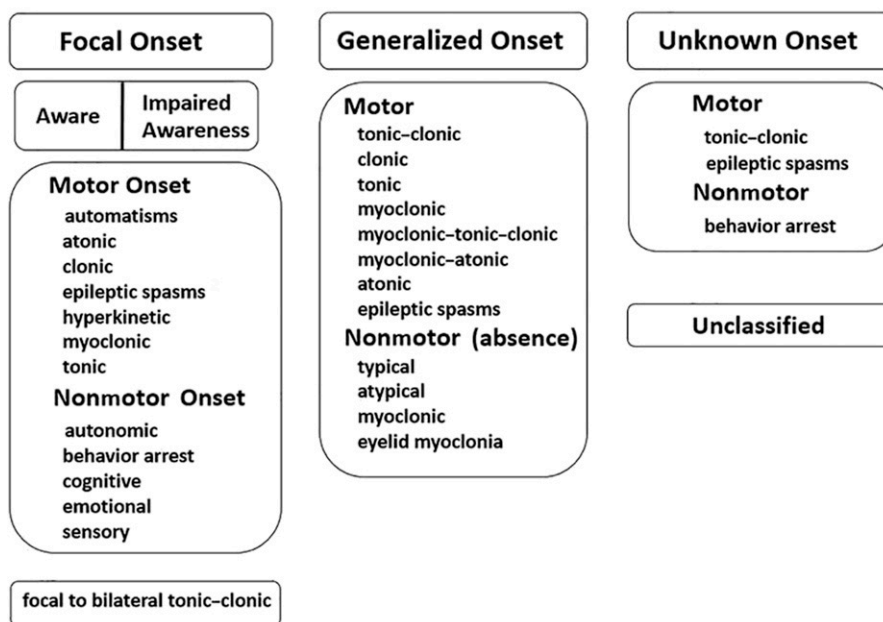 Focal Onset
Aware
Impaired
Awareness
Motor Onset
automatisms
atonic
clonic
epileptic spasms
hyperkinetic
myoclonic
tonic
Nonmotor Onset
autonomic
behavior arrest
cognitive
emotional
sensory
focal to bilateral tonic–clonic
Generalized Onset
Motor
tonic–clonic
clonic
tonic
myoclonic
myoclonic–tonic–clonic
myoclonic–atonic
atonic
epileptic spasms
Nonmotor (absence)
typical
atypical
myoclonic
eyelid myoclonia
Unknown Onset
Motor
tonic–clonic
epileptic spasms
Nonmotor
behavior arrest
Unclassified